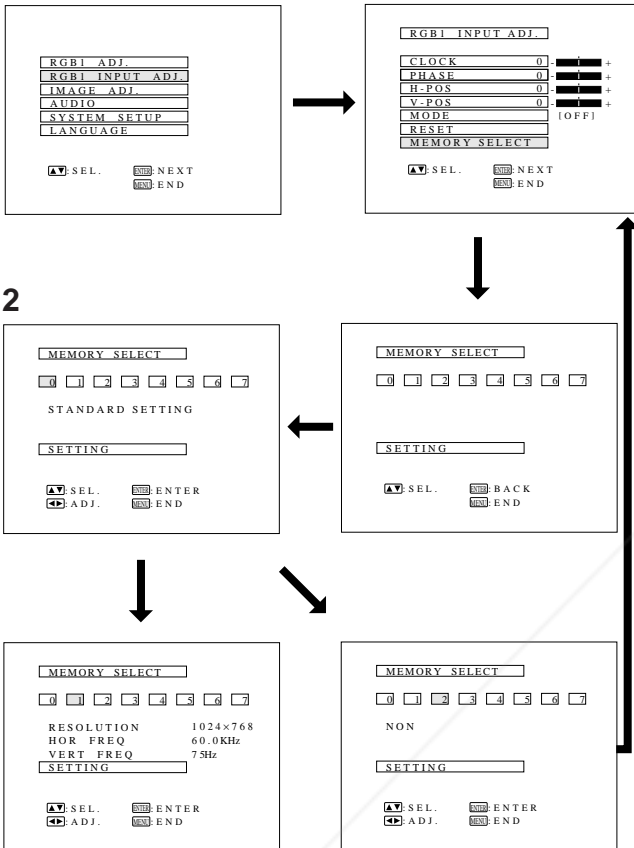 RGB1 ADJ.
RGB1 INPUT ADJ.
IMAGE ADJ.
AUDIO
SYSTEM SETUP
LANGUAGE
▲▼:SEL. ENTER:NEXT
MENU:END
RGB1 INPUT ADJ.
CLOCK 0 - +
PHASE 0 - +
H-POS 0 - +
V-POS 0 - +
MODE [OFF]
RESET
MEMORY SELECT
▲▼:SEL. ENTER:NEXT
MENU:END
2
MEMORY SELECT
0 1 2 3 4 5 6 7
STANDARD SETTING
SETTING
▲▼:SEL. ENTER:ENTER
◀▶:ADJ. MENU:END
MEMORY SELECT
0 1 2 3 4 5 6 7
SETTING
▲▼:SEL. ENTER:BACK
MENU:END
MEMORY SELECT
0 1 2 3 4 5 6 7
RESOLUTION 1024×768
HOR FREQ 60.0KHz
VERT FREQ 75Hz
SETTING
▲▼:SEL. ENTER:ENTER
◀▶:ADJ. MENU:END
MEMORY SELECT
0 1 2 3 4 5 6 7
NON
SETTING
▲▼:SEL. ENTER:ENTER
◀▶:ADJ. MENU:END